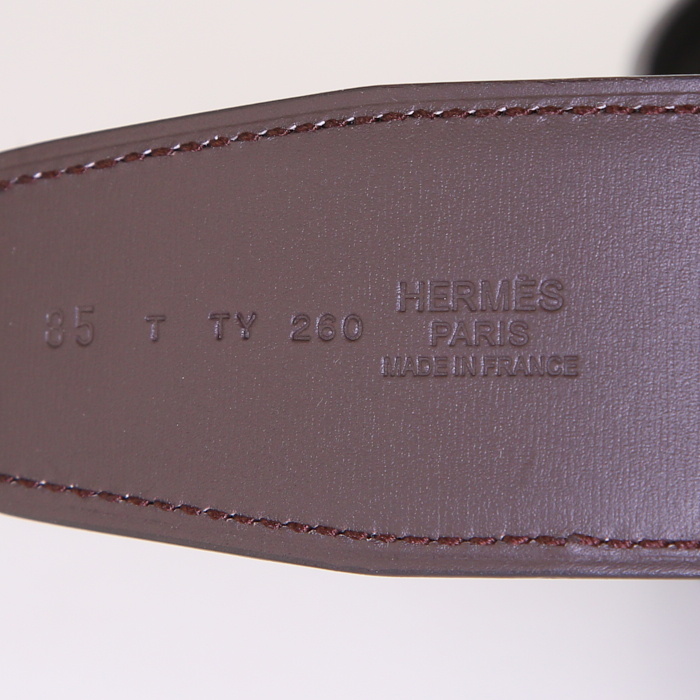 85 T TY 260
HERMÈS
PARIS
MADE IN FRANCE